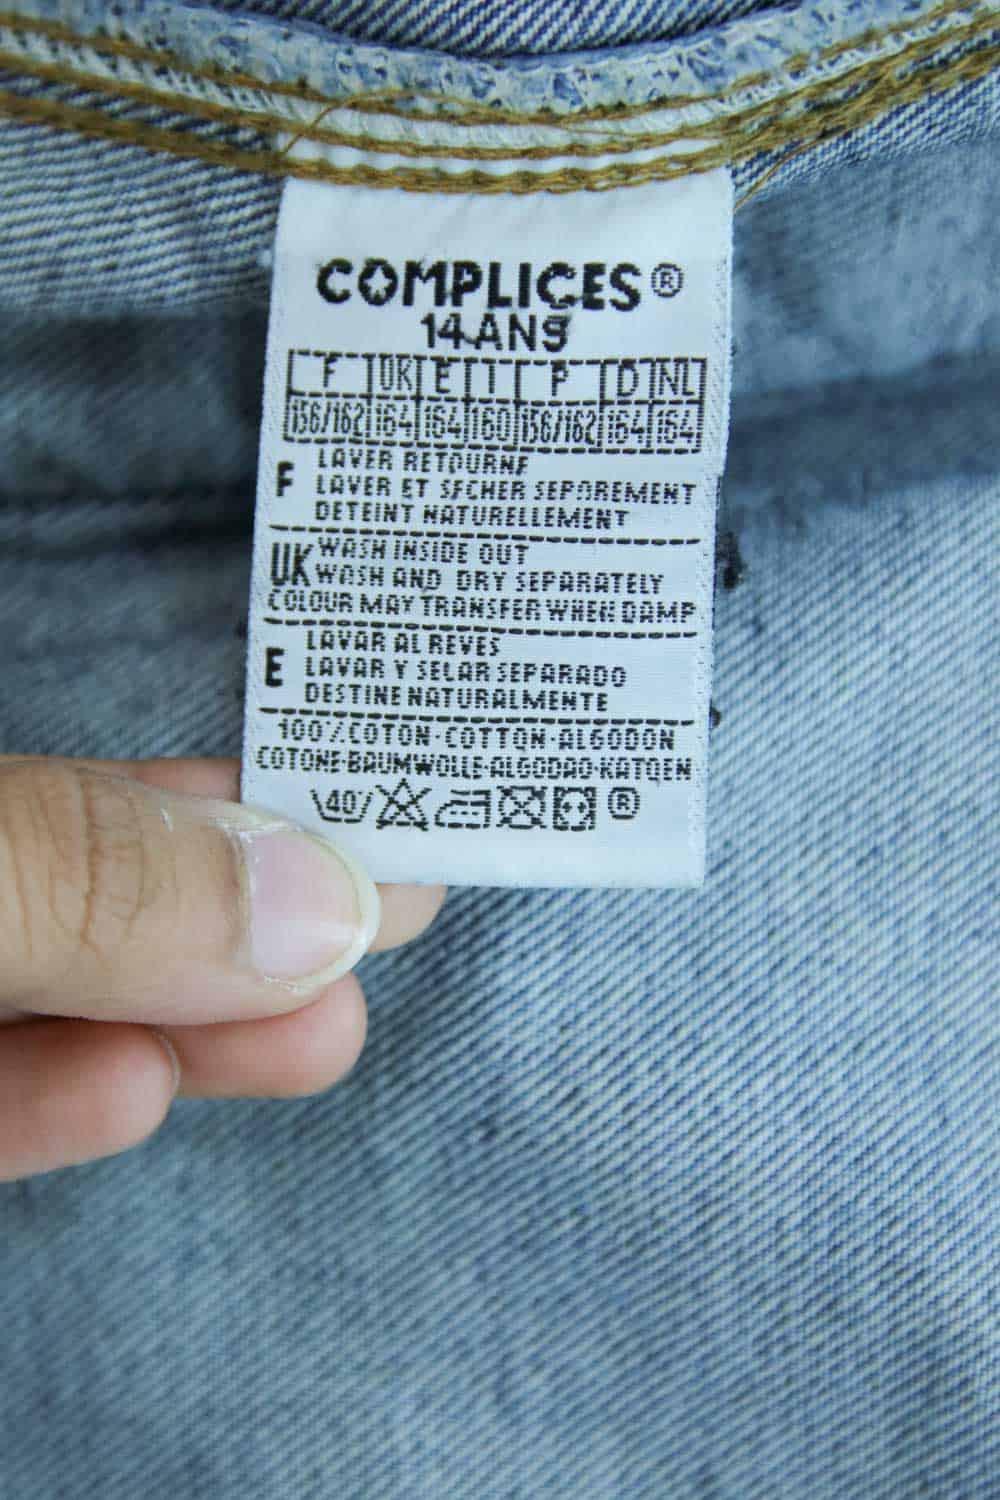 COMPLICES®
14 ANS
F UK E I P D NL
156/162 164 164 160 156/162 164 164
F LAVER RETOURNE
LAVER ET SECHER SEPAREMENT
DETEINT NATURELLEMENT
UK WASH INSIDE OUT
WASH AND DRY SEPARATELY
COLOUR MAY TRANSFER WHEN DAMP
E LAVAR AL REVES
LAVAR Y SELAR SEPARADO
DESTINE NATURALMENTE
100% COTON-COTTON-ALGODON
COTONE-BAUMWOLLE-ALGODAO-KATOEN
40 ®